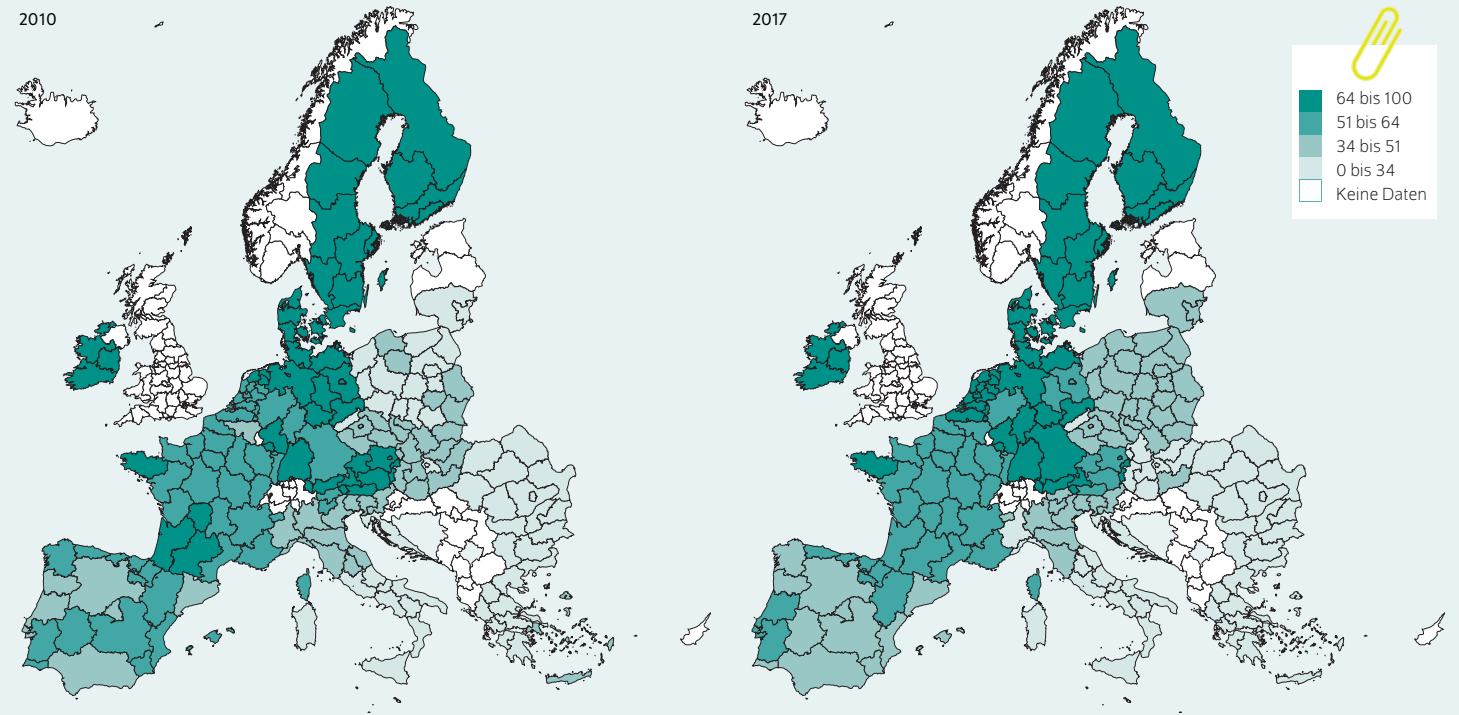 2010
2017
64 bis 100
51 bis 64
34 bis 51
0 bis 34
Keine Daten